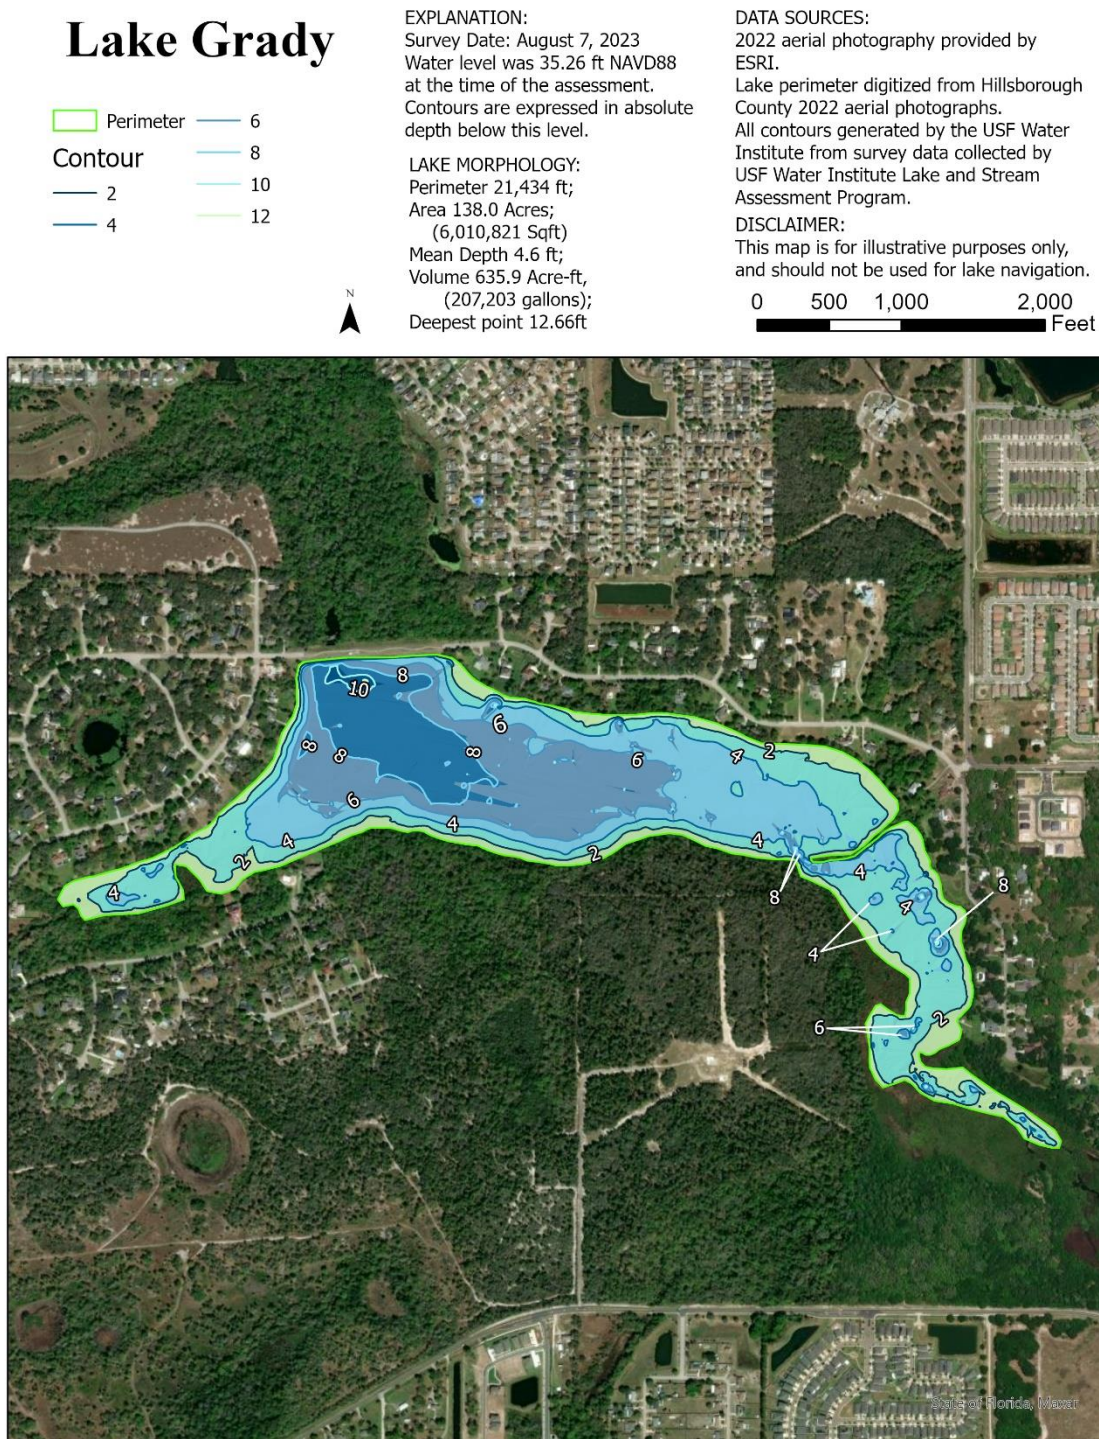 Lake Grady
Perimeter
Contour
2
4
6
8
10
12
N
EXPLANATION:
Survey Date: August 7, 2023
Water level was 35.26 ft NAVD88
at the time of the assessment.
Contours are expressed in absolute
depth below this level.
LAKE MORPHOLOGY:
Perimeter 21,434 ft;
Area 138.0 Acres;
(6,010,821 Sqft)
Mean Depth 4.6 ft;
Volume 635.9 Acre-ft,
(207,203 gallons);
Deepest point 12.66ft
DATA SOURCES:
2022 aerial photography provided by
ESRI.
Lake perimeter digitized from Hillsborough
County 2022 aerial photographs.
All contours generated by the USF Water
Institute from survey data collected by
USF Water Institute Lake and Stream
Assessment Program.
DISCLAIMER:
This map is for illustrative purposes only,
and should not be used for lake navigation.
0 500 1,000 2,000
Feet
8
10
6
8
8
8
6
4
2
6
4
4
2
4
2
4
4
8
4
8
4
6
2
State of Florida, Maxar